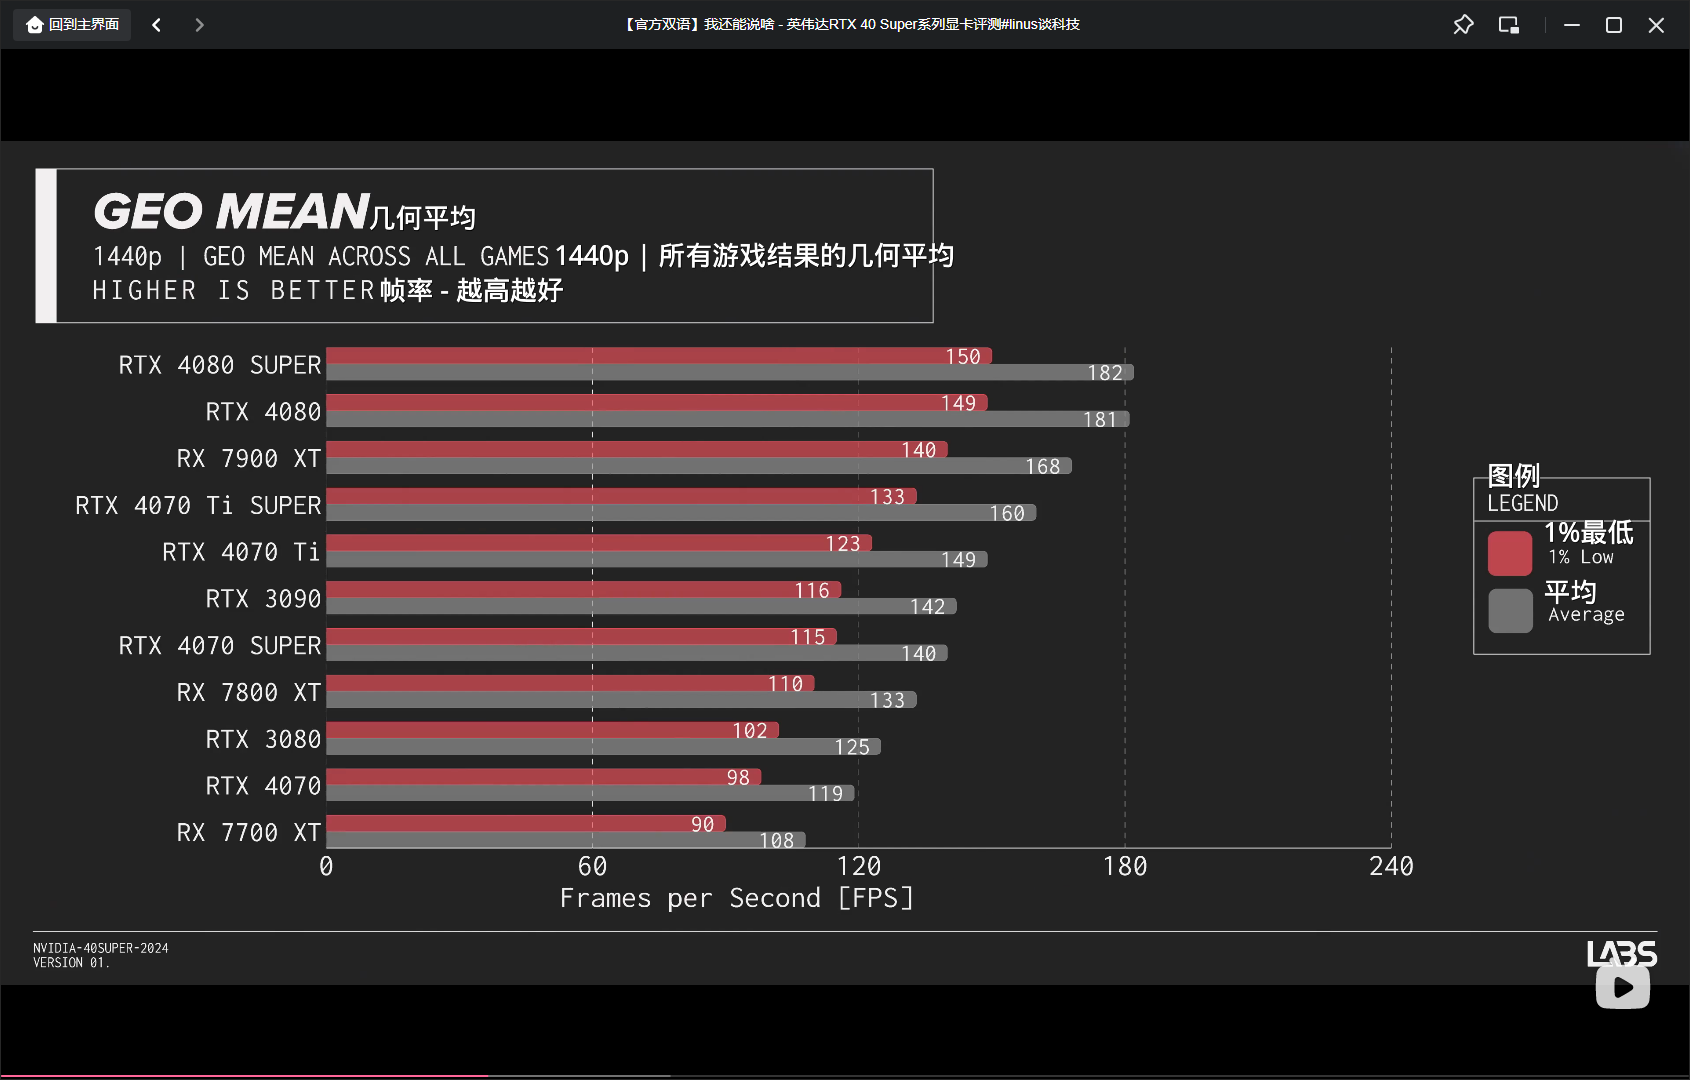 回到主界面
【官方双语】我还能说啥 - 英伟达RTX 40 Super系列显卡评测#linus谈科技
GEO MEAN几何平均
1440p | GEO MEAN ACROSS ALL GAMES 1440p | 所有游戏结果的几何平均
HIGHER IS BETTER 帧率 - 越高越好
RTX 4080 SUPER 150 182
RTX 4080 149 181
RX 7900 XT 140 168
RTX 4070 Ti SUPER 133 160
RTX 4070 Ti 123 149
RTX 3090 116 142
RTX 4070 SUPER 115 140
RX 7800 XT 110 133
RTX 3080 102 125
RTX 4070 98 119
RX 7700 XT 90 108
0 60 120 180 240
Frames per Second [FPS]
图例
LEGEND
1%最低
1% Low
平均
Average
NVIDIA-40SUPER-2024
VERSION 01.
LABS